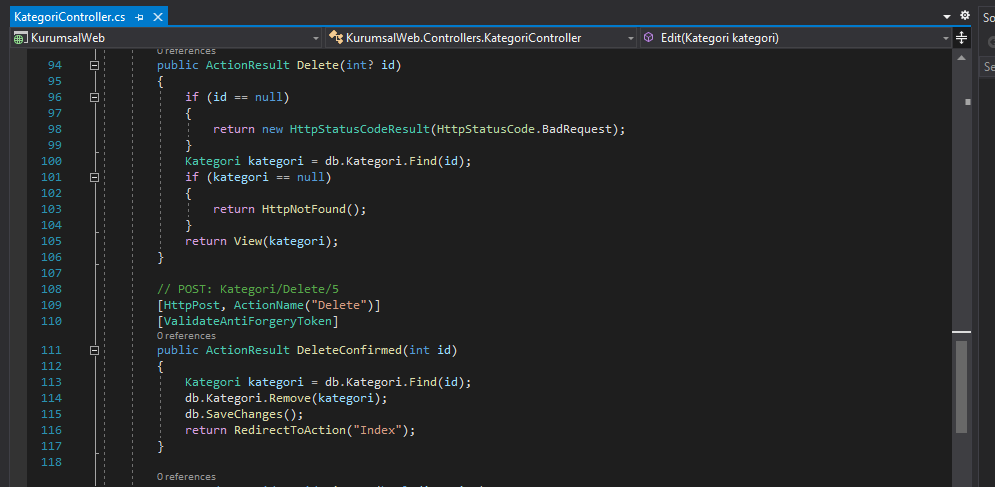 KategoriController.cs
So
KurumsalWeb
KurumsalWeb.Controllers.KategoriController
Edit(Kategori kategori)
Se
0 references
94 public ActionResult Delete(int? id)
95 {
96 if (id == null)
97 {
98 return new HttpStatusCodeResult(HttpStatusCode.BadRequest);
99 }
100 Kategori kategori = db.Kategori.Find(id);
101 if (kategori == null)
102 {
103 return HttpNotFound();
104 }
105 return View(kategori);
106 }
107
108 // POST: Kategori/Delete/5
109 [HttpPost, ActionName("Delete")]
110 [ValidateAntiForgeryToken]
0 references
111 public ActionResult DeleteConfirmed(int id)
112 {
113 Kategori kategori = db.Kategori.Find(id);
114 db.Kategori.Remove(kategori);
115 db.SaveChanges();
116 return RedirectToAction("Index");
117 }
118
0 references